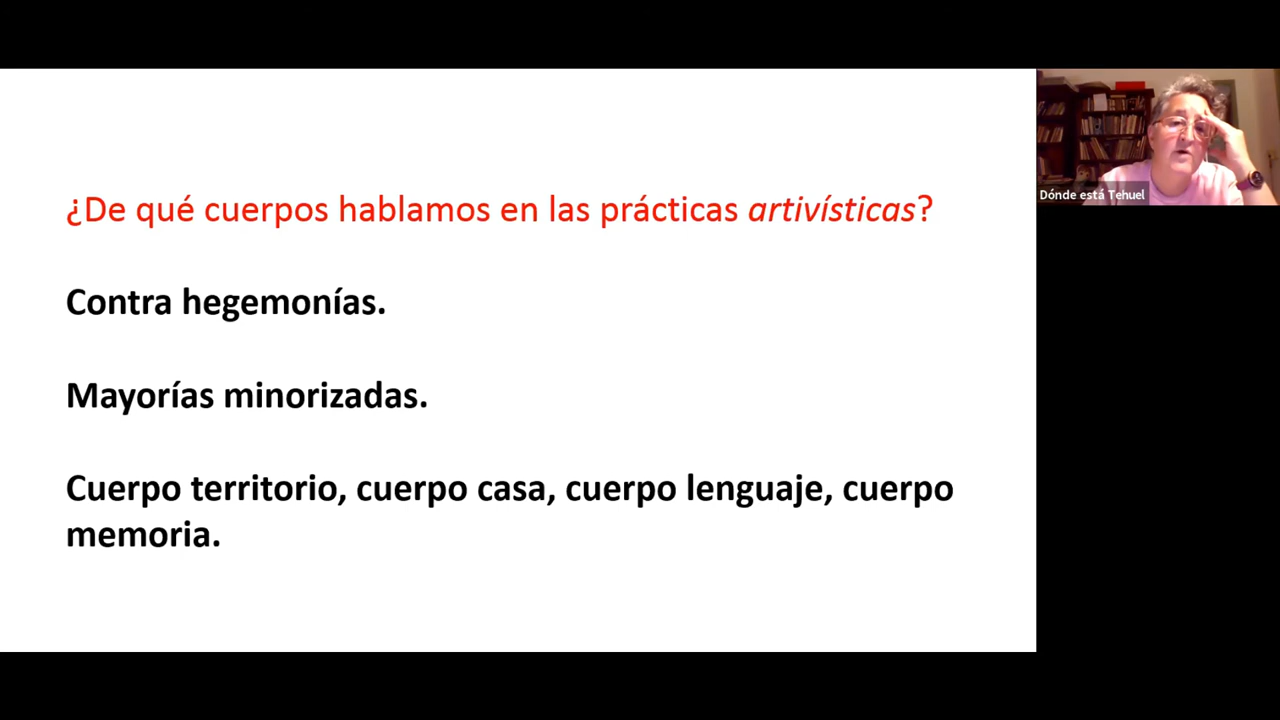 ¿De qué cuerpos hablamos en las prácticas artivísticas?
Contra hegemonías.
Mayorías minorizadas.
Cuerpo territorio, cuerpo casa, cuerpo lenguaje, cuerpo
memoria.
Dónde está Tehuel